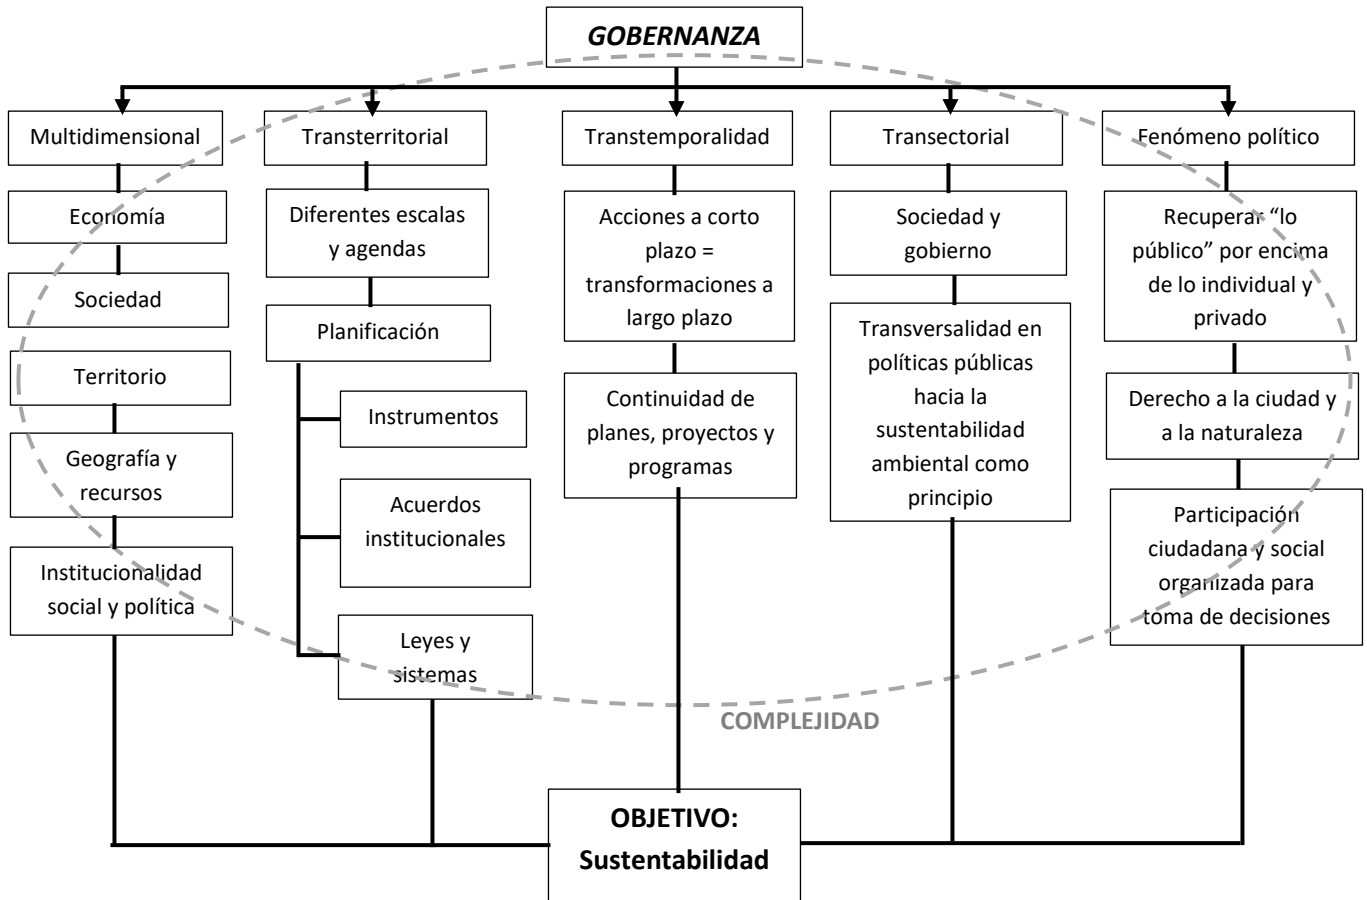 GOBERNANZA
Multidimensional
Transterritorial
Transtemporalidad
Transectorial
Fenómeno político
Economía
Sociedad
Territorio
Geografía y
recursos
Institucionalidad
social y política
Diferentes escalas
y agendas
Planificación
Instrumentos
Acuerdos
institucionales
Leyes y
sistemas
Acciones a corto
plazo =
transformaciones a
largo plazo
Continuidad de
planes, proyectos y
programas
Sociedad y
gobierno
Transversalidad en
políticas públicas
hacia la
sustentabilidad
ambiental como
principio
Recuperar “lo
público” por encima
de lo individual y
privado
Derecho a la ciudad y
a la naturaleza
Participación
ciudadana y social
organizada para
toma de decisiones
COMPLEJIDAD
OBJETIVO:
Sustentabilidad